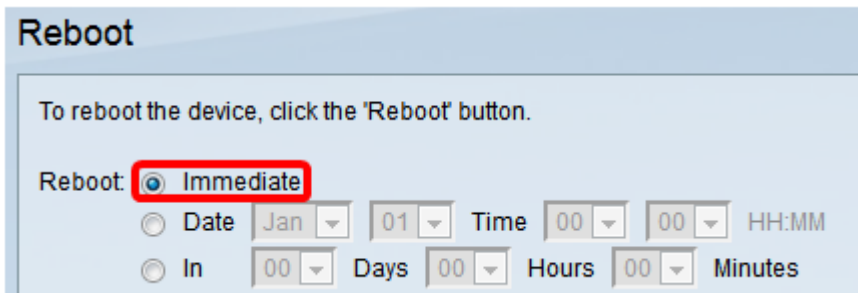 Reboot
To reboot the device, click the 'Reboot' button.
Reboot: Immediate
Date Jan 01 Time 00 00 HH:MM
In 00 Days 00 Hours 00 Minutes